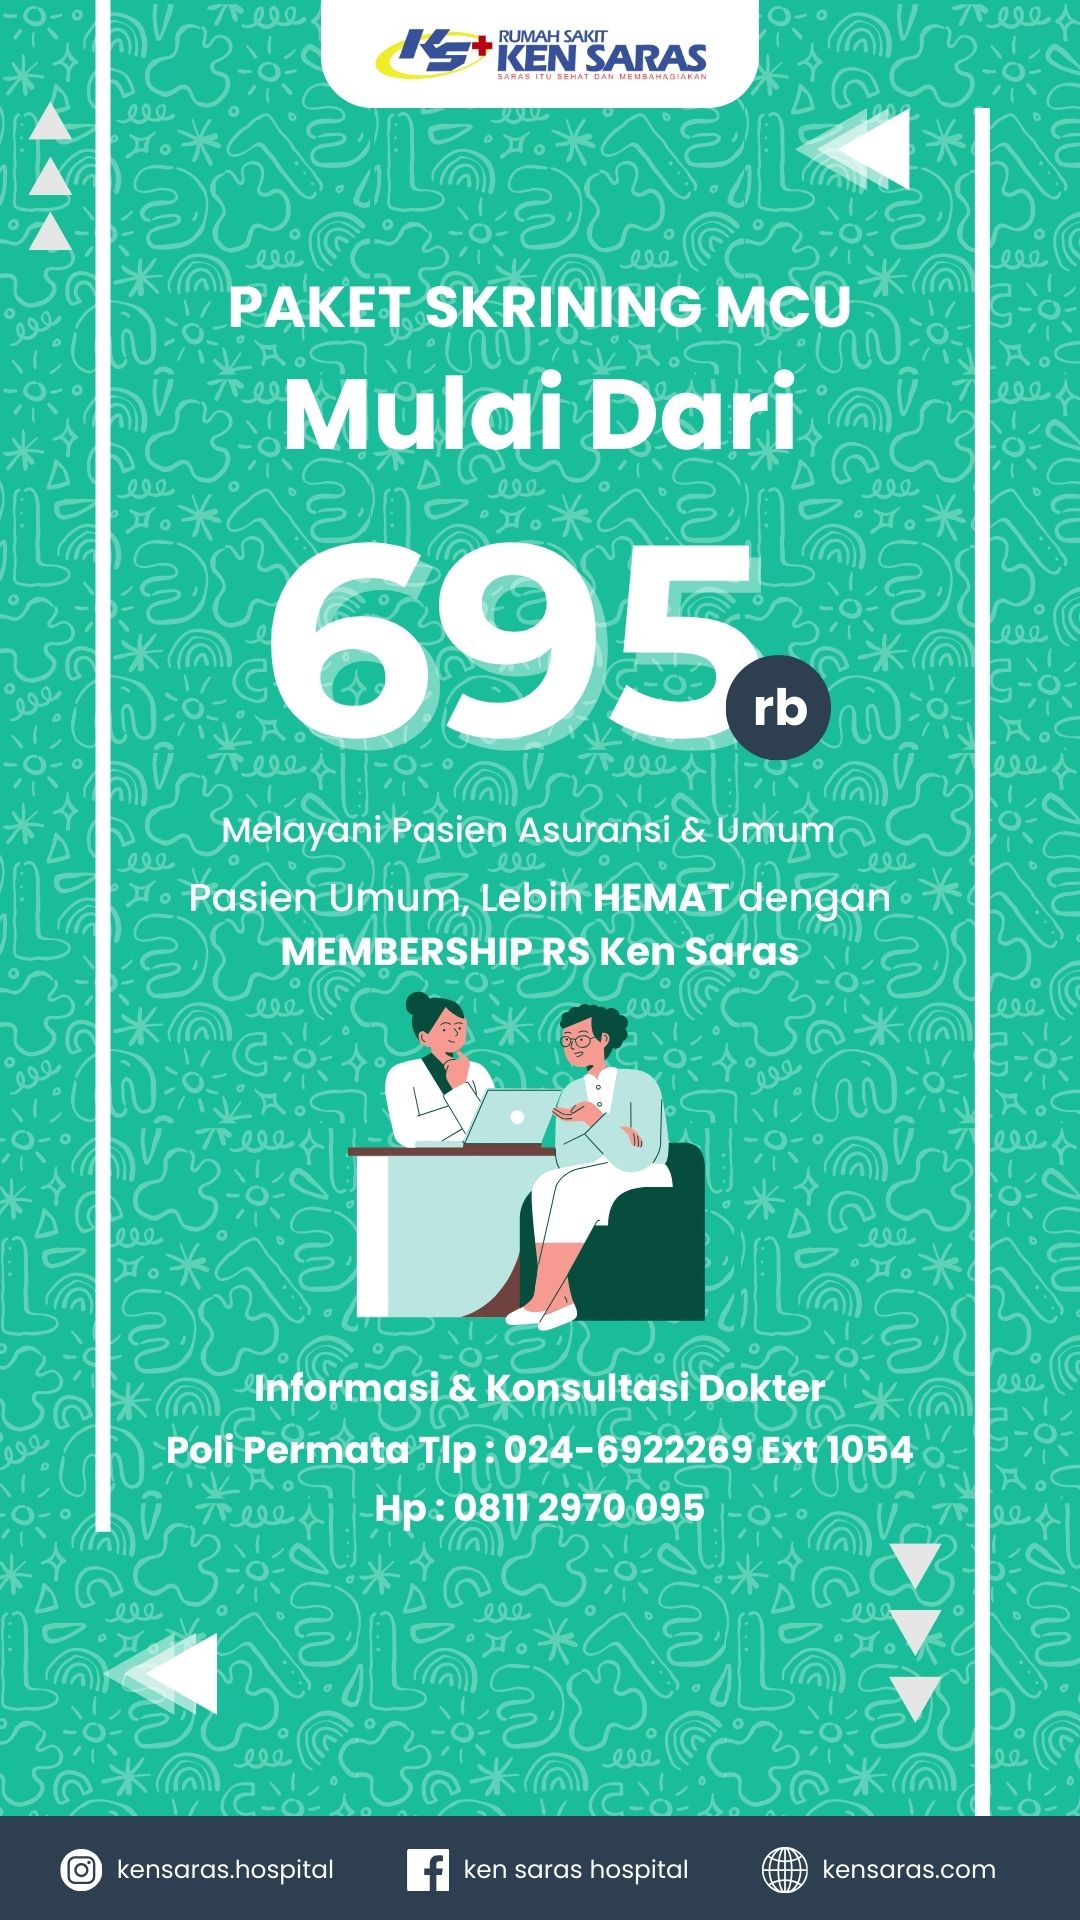 KS+ RUMAH SAKIT
KEN SARAS
SARAS ITU SEHAT DAN MEMBAHAGIAKAN
PAKET SKRINING MCU
Mulai Dari
695 rb
Melayani Pasien Asuransi & Umum
Pasien Umum, Lebih HEMAT dengan
MEMBERSHIP RS Ken Saras
Informasi & Konsultasi Dokter
Poli Permata Tlp : 024-6922269 Ext 1054
Hp : 0811 2970 095
kensaras.hospital
ken saras hospital
kensaras.com